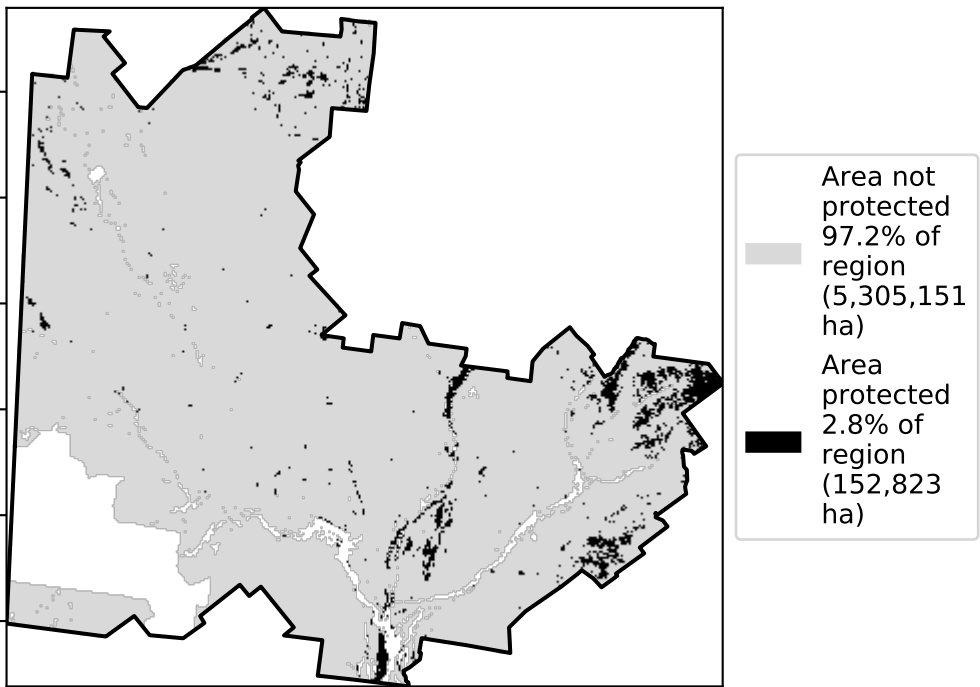 Area not
protected
97.2% of
region
(5,305,151
ha)
Area
protected
2.8% of
region
(152,823
ha)